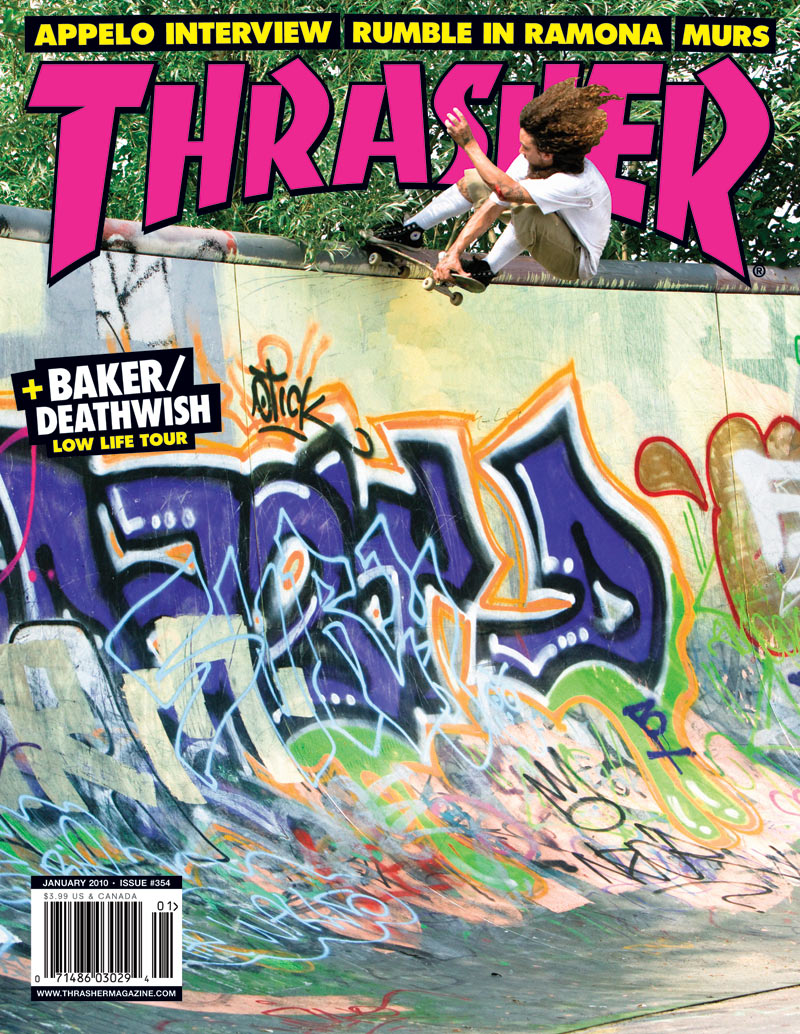 APPELO INTERVIEW RUMBLE IN RAMONA MURS
THRASHER
®
+ BAKER/
DEATHWISH
LOW LIFE TOUR
STICK
JANUARY 2010 • ISSUE #354
$3.99 US & CANADA
01>
0 71486 03029 4
WWW.THRASHERMAGAZINE.COM